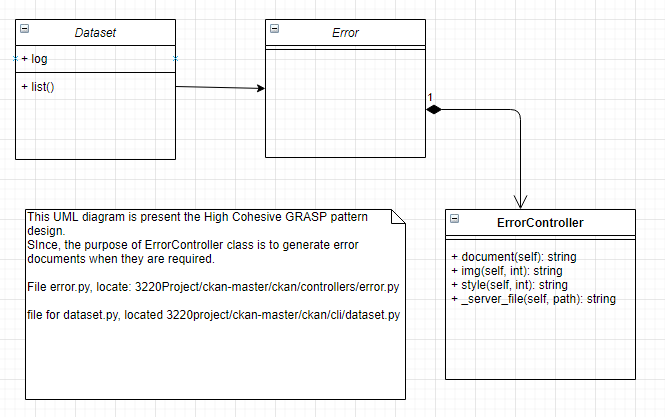 Dataset
Error
+ log
+ list()
1
ErrorController
+ document(self): string
+ img(self, int): string
+ style(self, int): string
+ _server_file(self, path): string
This UML diagram is present the High Cohesive GRASP pattern
design.
SInce, the purpose of ErrorController class is to generate error
documents when they are required.
File error.py, locate: 3220Project/ckan-master/ckan/controllers/error.py
file for dataset.py, located 3220project/ckan-master/ckan/cli/dataset.py